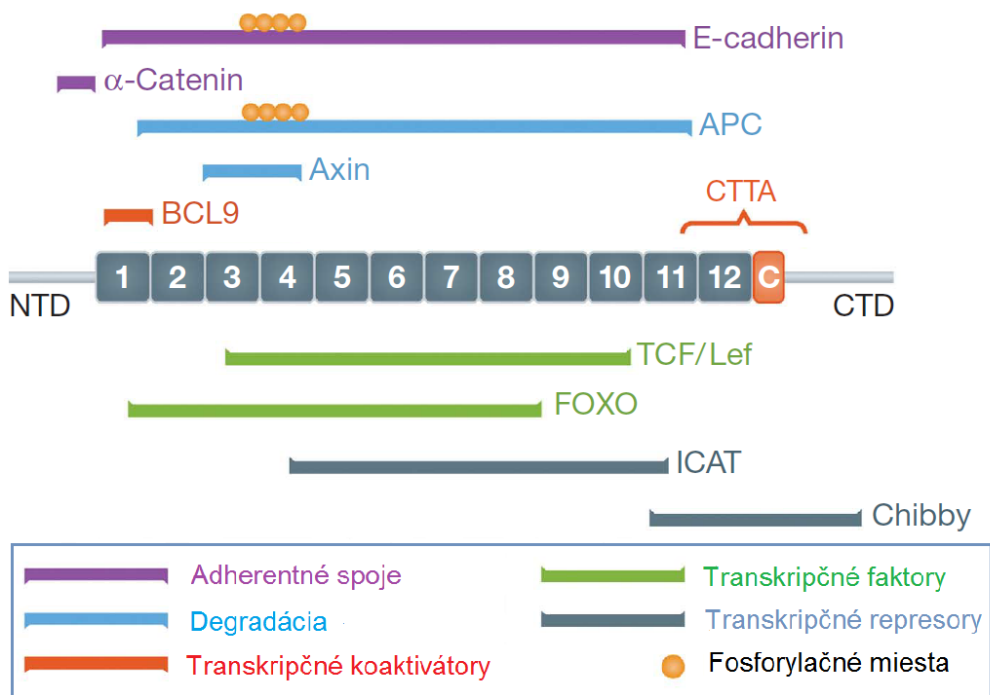 E-cadherin
α-Catenin
APC
Axin
CTTA
BCL9
1 2 3 4 5 6 7 8 9 10 11 12 C
NTD
CTD
TCF/Lef
FOXO
ICAT
Chibby
Adherentné spoje
Transkripčné faktory
Degradácia
Transkripčné represory
Transkripčné koaktivátory
Fosforylačné miesta